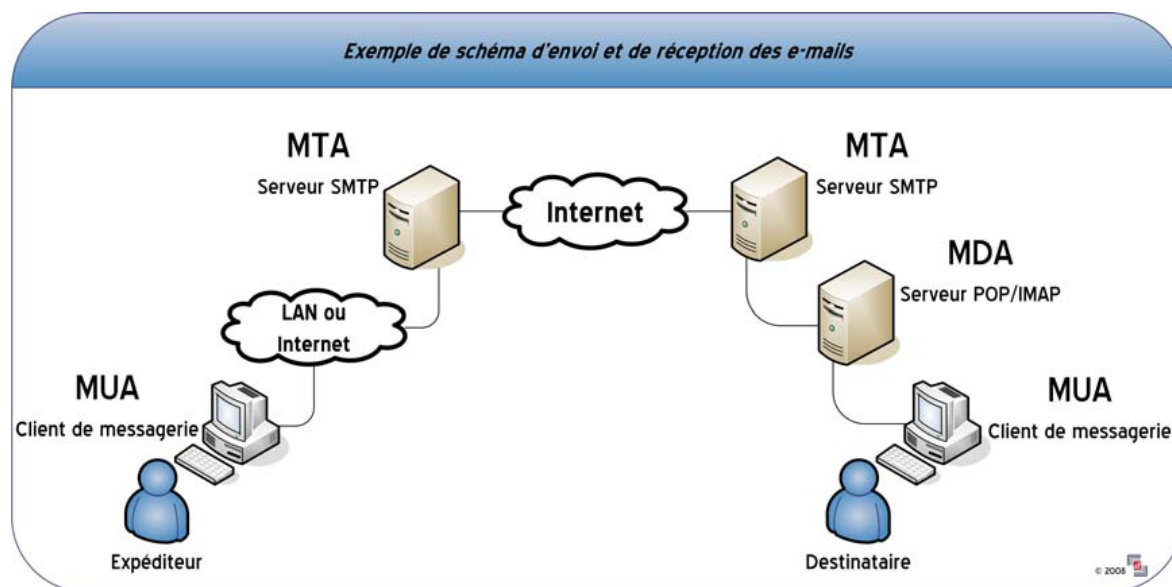 Exemple de schéma d'envoi et de réception des e-mails
MTA
Serveur SMTP
Internet
MTA
Serveur SMTP
MDA
Serveur POP/IMAP
LAN ou
Internet
MUA
Client de messagerie
Expéditeur
MUA
Client de messagerie
Destinataire
© 2008